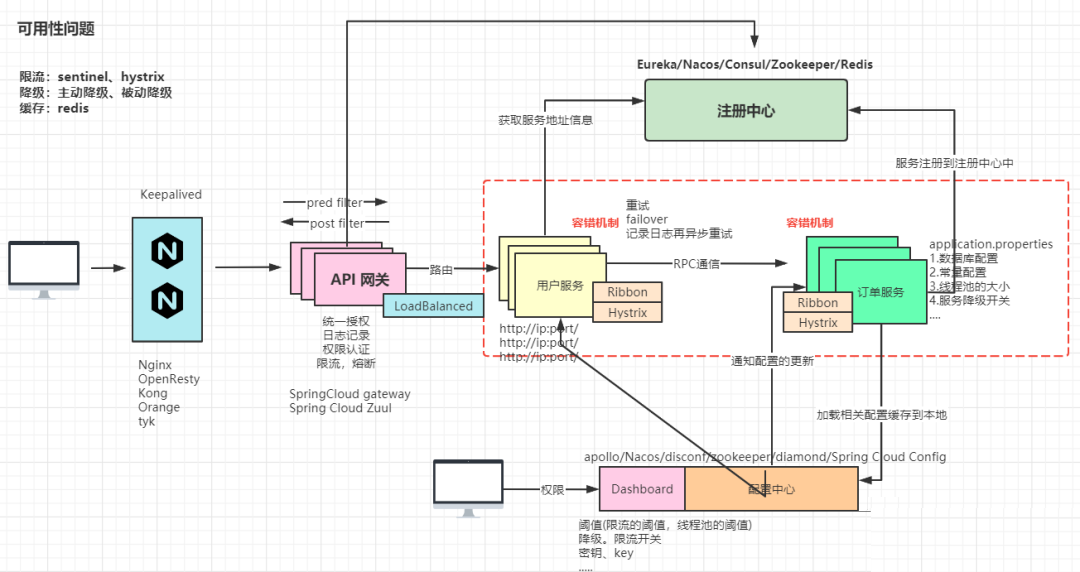 可用性问题
限流：sentinel、hystrix
降级：主动降级、被动降级
缓存：redis
Eureka/Nacos/Consul/Zookeeper/Redis
注册中心
获取服务地址信息
服务注册到注册中心中
Keepalived
N
N
Nginx
OpenResty
Kong
Orange
tyk
pred filter
post filter
API 网关
LoadBalanced
统一授权
日志记录
权限认证
限流，熔断
SpringCloud gateway
Spring Cloud Zuul
路由
容错机制
重试
failover
记录日志再异步重试
用户服务
Ribbon
Hystrix
http://ip:port/
http://ip:port/
http://ip:port/
RPC通信
容错机制
订单服务
Ribbon
Hystrix
application.properties
1.数据库配置
2.常量配置
3.线程池的大小
4.服务降级开关
....
通知配置的更新
加载相关配置缓存到本地
apollo/Nacos/disconf/zookeeper/diamond/Spring Cloud Config
权限
Dashboard
配置中心
阈值(限流的阈值，线程池的阈值)
降级。限流开关
密钥、key
.....